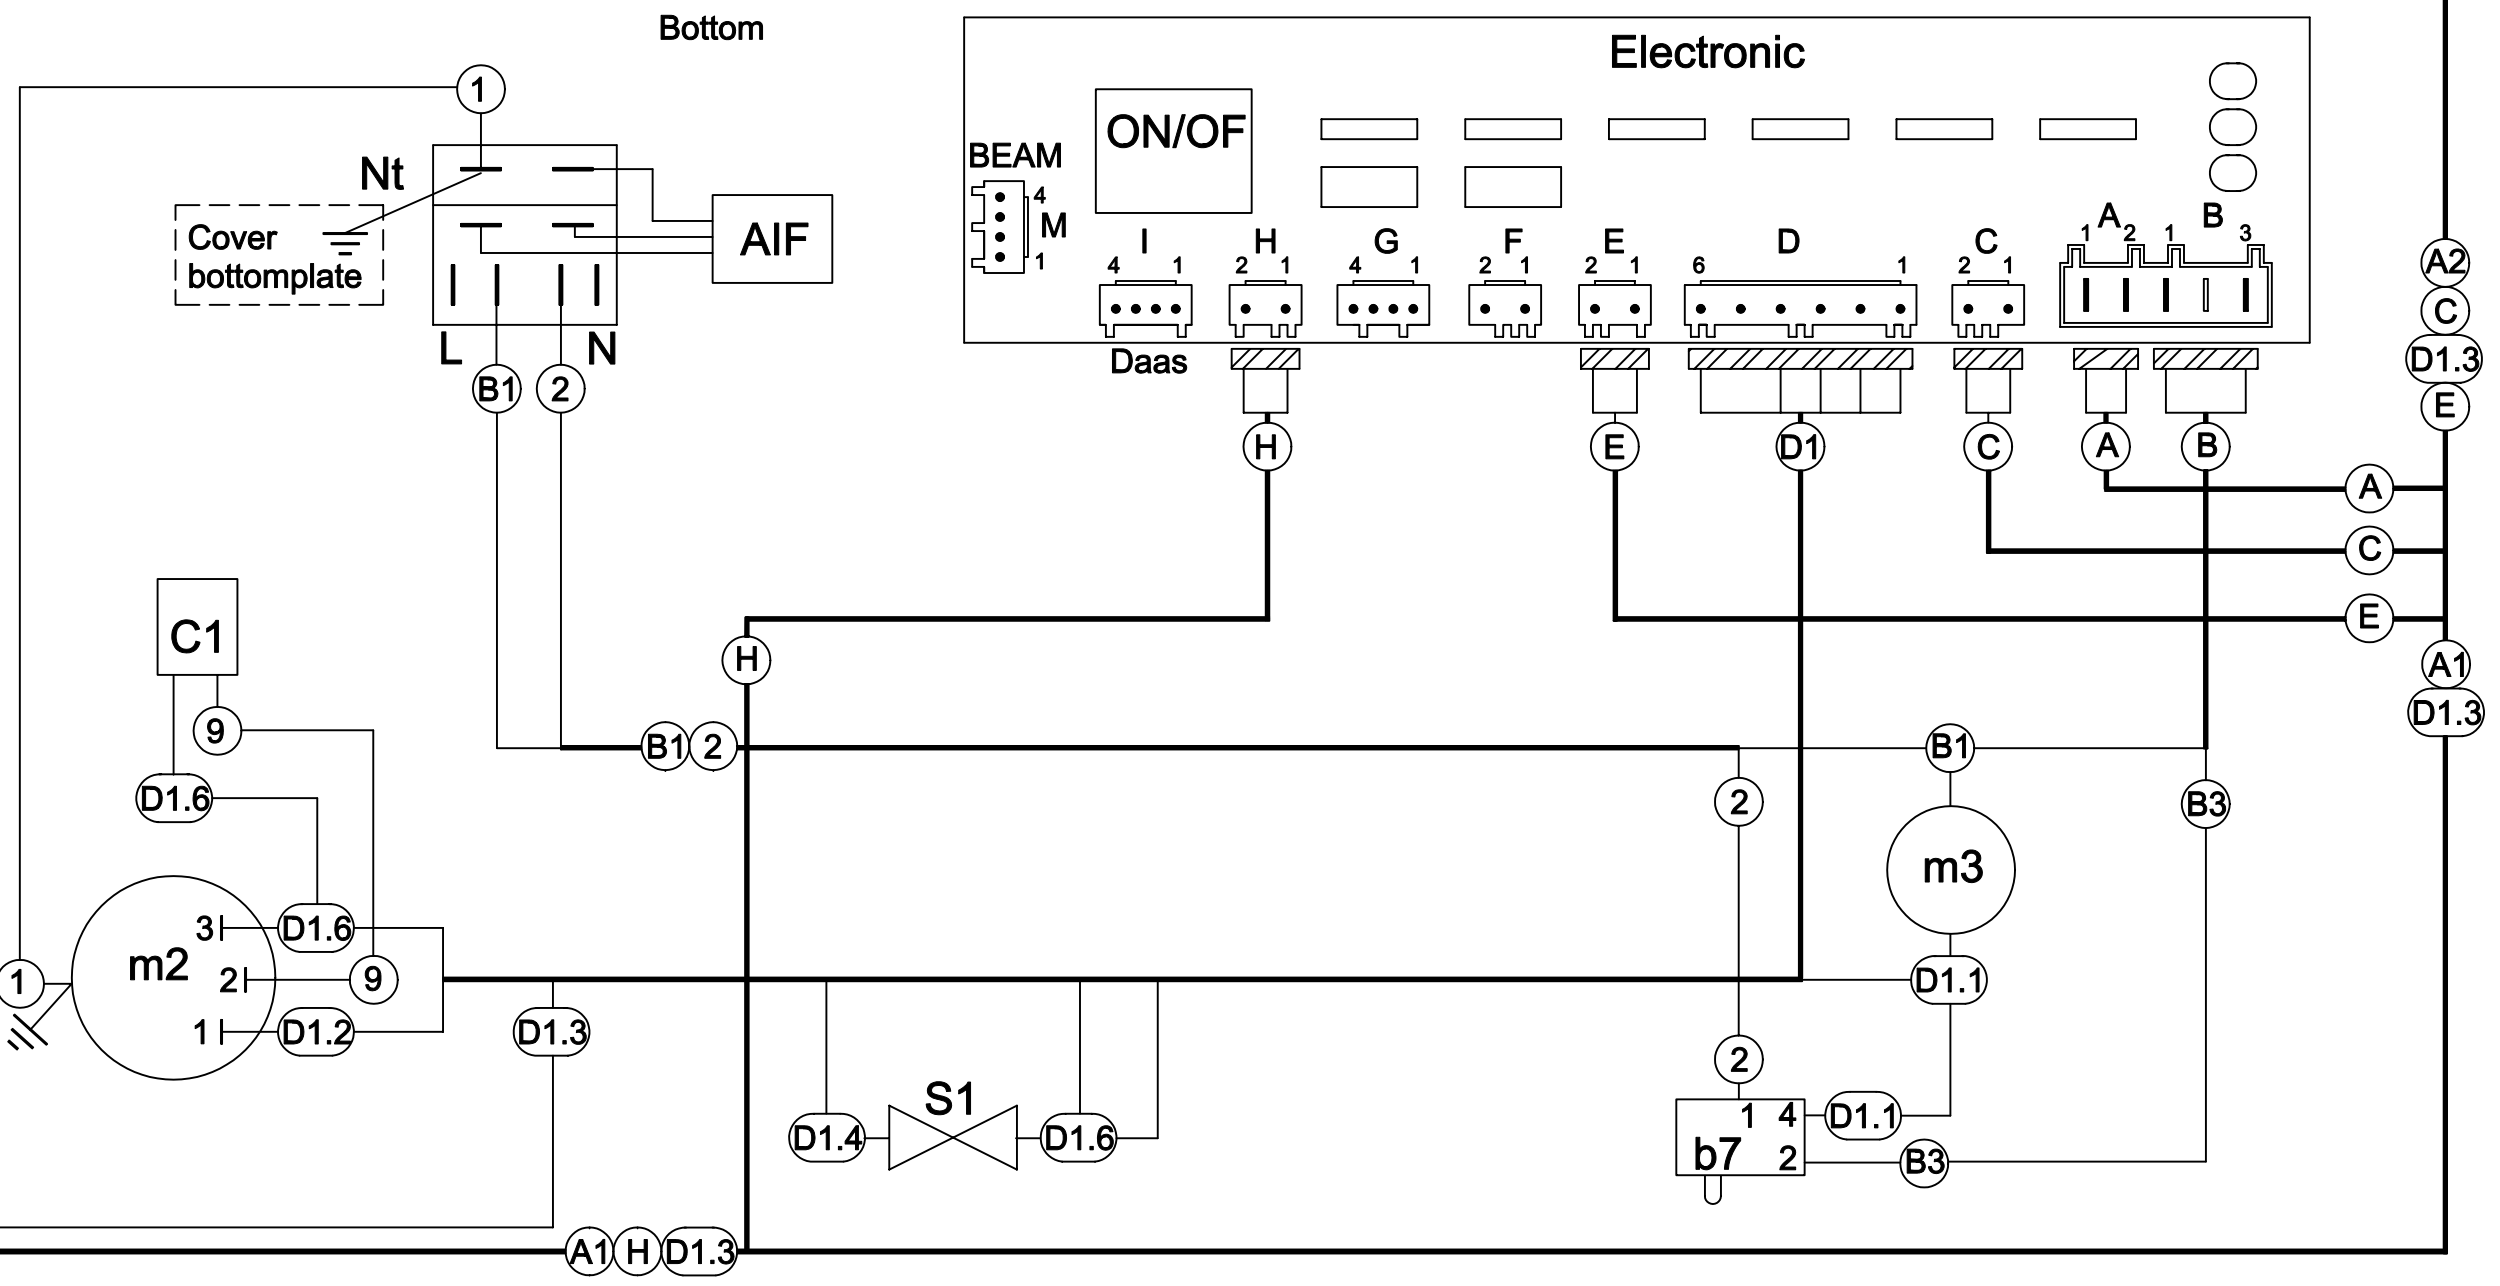 Bottom
Electronic
1
ON/OF
BEAM
4
M
1
Nt
Cover
bottomplate
AIF
A
B
1 2 1 3
I H G F E D C
4 1 2 1 4 1 2 1 2 1 6 1 2 1
A2
C
D1.3
E
L
N
Daas
B1 2
H E D1 C A B
A
C
E
C1
H
A1
D1.3
9
B1 2
B1
D1.6
2
B3
m3
3 D1.6
m2
2 9
1
D1.1
1 D1.2
D1.3
2
S1
D1.4
D1.6
1 4 D1.1
b7
2 B3
A1 H D1.3